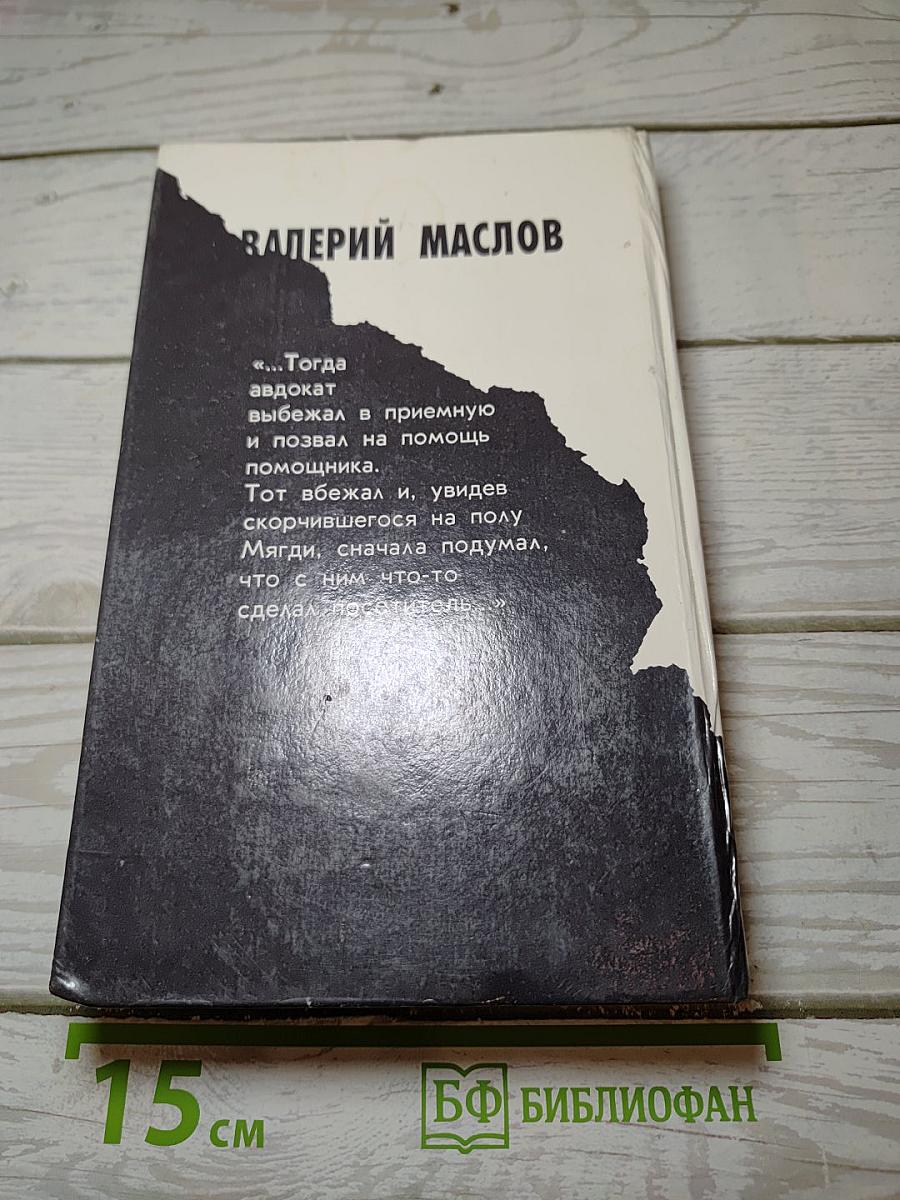 ВАЛЕРИЙ МАСЛОВ
«...Тогда
авдокат
выбежал в приемную
и позвал на помощь
помощника.
Тот вбежал и, увидев
скорчившегося на полу
Мягди, сначала подумал,
что с ним что-то
сделал посетитель...»
15 см
БФ БИБЛИОФАН